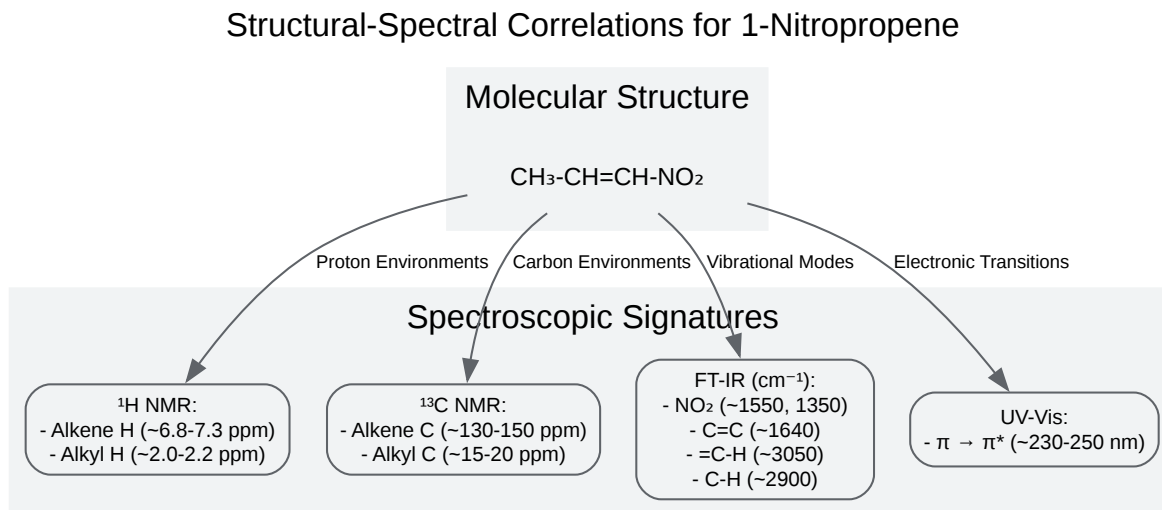 Structural-Spectral Correlations for 1-Nitropropene
Molecular Structure
CH₃-CH=CH-NO₂
Proton Environments
Carbon Environments
Vibrational Modes
Electronic Transitions
Spectroscopic Signatures
¹H NMR:
- Alkene H (~6.8-7.3 ppm)
- Alkyl H (~2.0-2.2 ppm)
¹³C NMR:
- Alkene C (~130-150 ppm)
- Alkyl C (~15-20 ppm)
FT-IR (cm⁻¹):
- NO₂ (~1550, 1350)
- C=C (~1640)
- =C-H (~3050)
- C-H (~2900)
UV-Vis:
- π → π* (~230-250 nm)